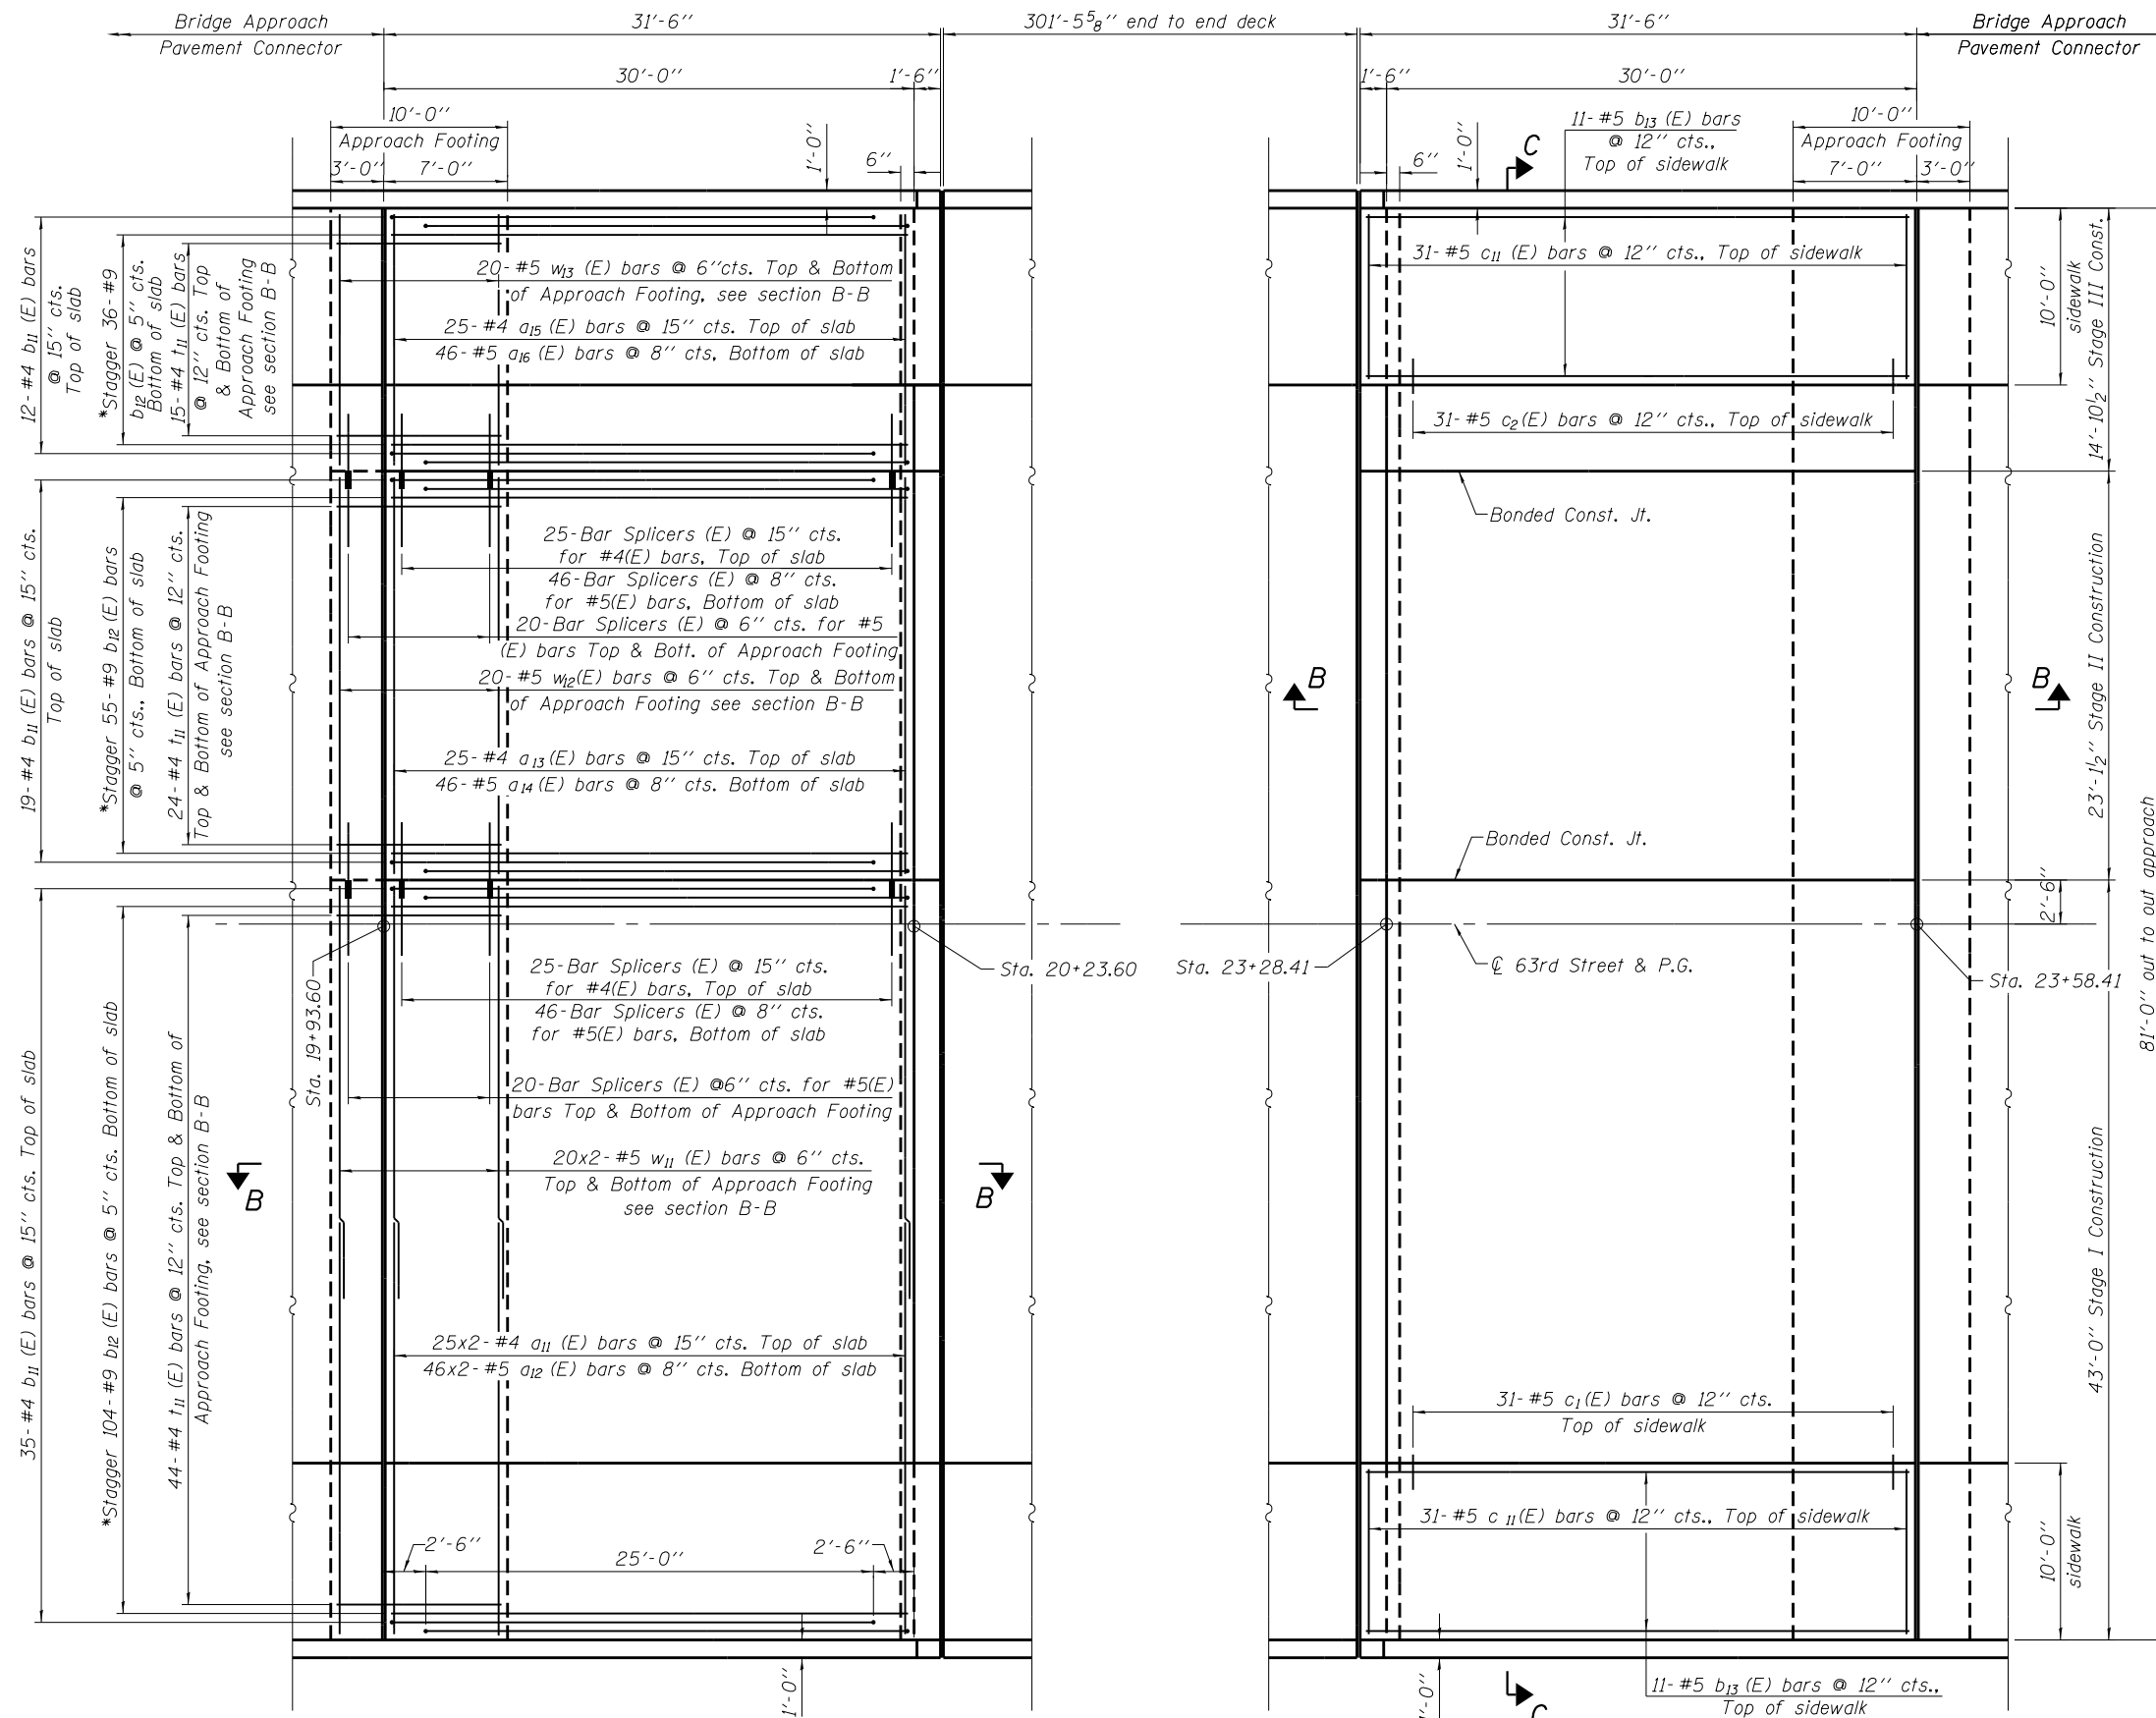 Bridge Approach
Pavement Connector
31'-6"
301'-5 5/8" end to end deck
31'-6"
Bridge Approach
Pavement Connector
30'-0"
1'-6"
1'-6"
30'-0"
10'-0"
Approach Footing
3'-0"
7'-0"
1'-0"
6"
6"
1'-0"
C
11-#5 b13 (E) bars
@ 12" cts.,
Top of sidewalk
10'-0"
Approach Footing
7'-0"
3'-0"
12-#4 b11 (E) bars
@ 15" cts.
Top of slab
*Stagger 36-#9
b12 (E) @ 5" cts.
Bottom of slab
15-#4 t11 (E) bars
@ 12" cts. Top
& Bottom of
Approach Footing
see section B-B
20-#5 w13 (E) bars @ 6"cts. Top & Bottom
of Approach Footing, see section B-B
25-#4 a15 (E) bars @ 15" cts. Top of slab
46-#5 a16 (E) bars @ 8" cts. Bottom of slab
31-#5 c11 (E) bars @ 12" cts., Top of sidewalk
31-#5 c2(E) bars @ 12" cts., Top of sidewalk
10'-0"
sidewalk
14'-10 1/2" Stage III Const.
Bonded Const. Jt.
19-#4 b11 (E) bars @ 15" cts.
Top of slab
*Stagger 55-#9 b12 (E) bars
@ 5" cts., Bottom of slab
24-#4 t11 (E) bars @ 12" cts.
Top & Bottom of Approach Footing
see section B-B
25-Bar Splicers (E) @ 15" cts.
for #4(E) bars, Top of slab
46-Bar Splicers (E) @ 8" cts.
for #5(E) bars, Bottom of slab
20-Bar Splicers (E) @ 6" cts. for #5
(E) bars Top & Bott. of Approach Footing
20-#5 w12(E) bars @ 6" cts. Top & Bottom
of Approach Footing see section B-B
25-#4 a13 (E) bars @ 15" cts. Top of slab
46-#5 a14 (E) bars @ 8" cts. Bottom of slab
B
B
23'-1 1/2" Stage II Construction
Bonded Const. Jt.
2'-6"
81'-0" out to out approach
Sta. 19+93.60
Sta. 20+23.60
Sta. 23+28.41
℄ 63rd Street & P.G.
Sta. 23+58.41
35-#4 b11 (E) bars @ 15" cts. Top of slab
*Stagger 104-#9 b12 (E) bars @ 5" cts. Bottom of slab
44-#4 t11 (E) bars @ 12" cts. Top & Bottom of
Approach Footing, see section B-B
25-Bar Splicers (E) @ 15" cts.
for #4(E) bars, Top of slab
46-Bar Splicers (E) @ 8" cts.
for #5(E) bars, Bottom of slab
20-Bar Splicers (E) @6" cts. for #5(E)
bars Top & Bottom of Approach Footing
B
B
20x2-#5 w11 (E) bars @ 6" cts.
Top & Bottom of Approach Footing
see section B-B
25x2-#4 a11 (E) bars @ 15" cts. Top of slab
46x2-#5 a12 (E) bars @ 8" cts. Bottom of slab
43'-0" Stage I Construction
31-#5 c1(E) bars @ 12" cts.
Top of sidewalk
31-#5 c11(E) bars @ 12" cts., Top of sidewalk
10'-0"
sidewalk
2'-6"
25'-0"
2'-6"
1'-0"
1'-0"
C
11-#5 b13 (E) bars @ 12" cts.,
Top of sidewalk